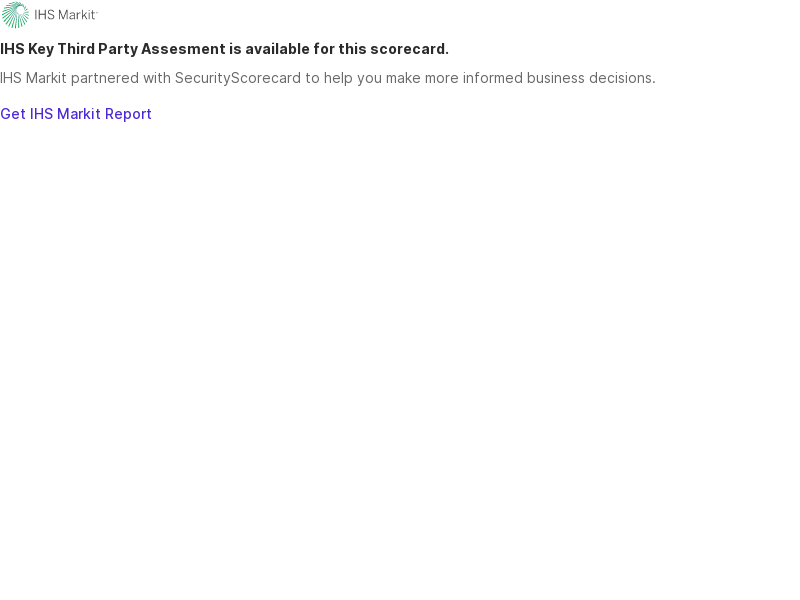 IHS Markit
IHS Key Third Party Assesment is available for this scorecard.
IHS Markit partnered with SecurityScorecard to help you make more informed business decisions.
Get IHS Markit Report